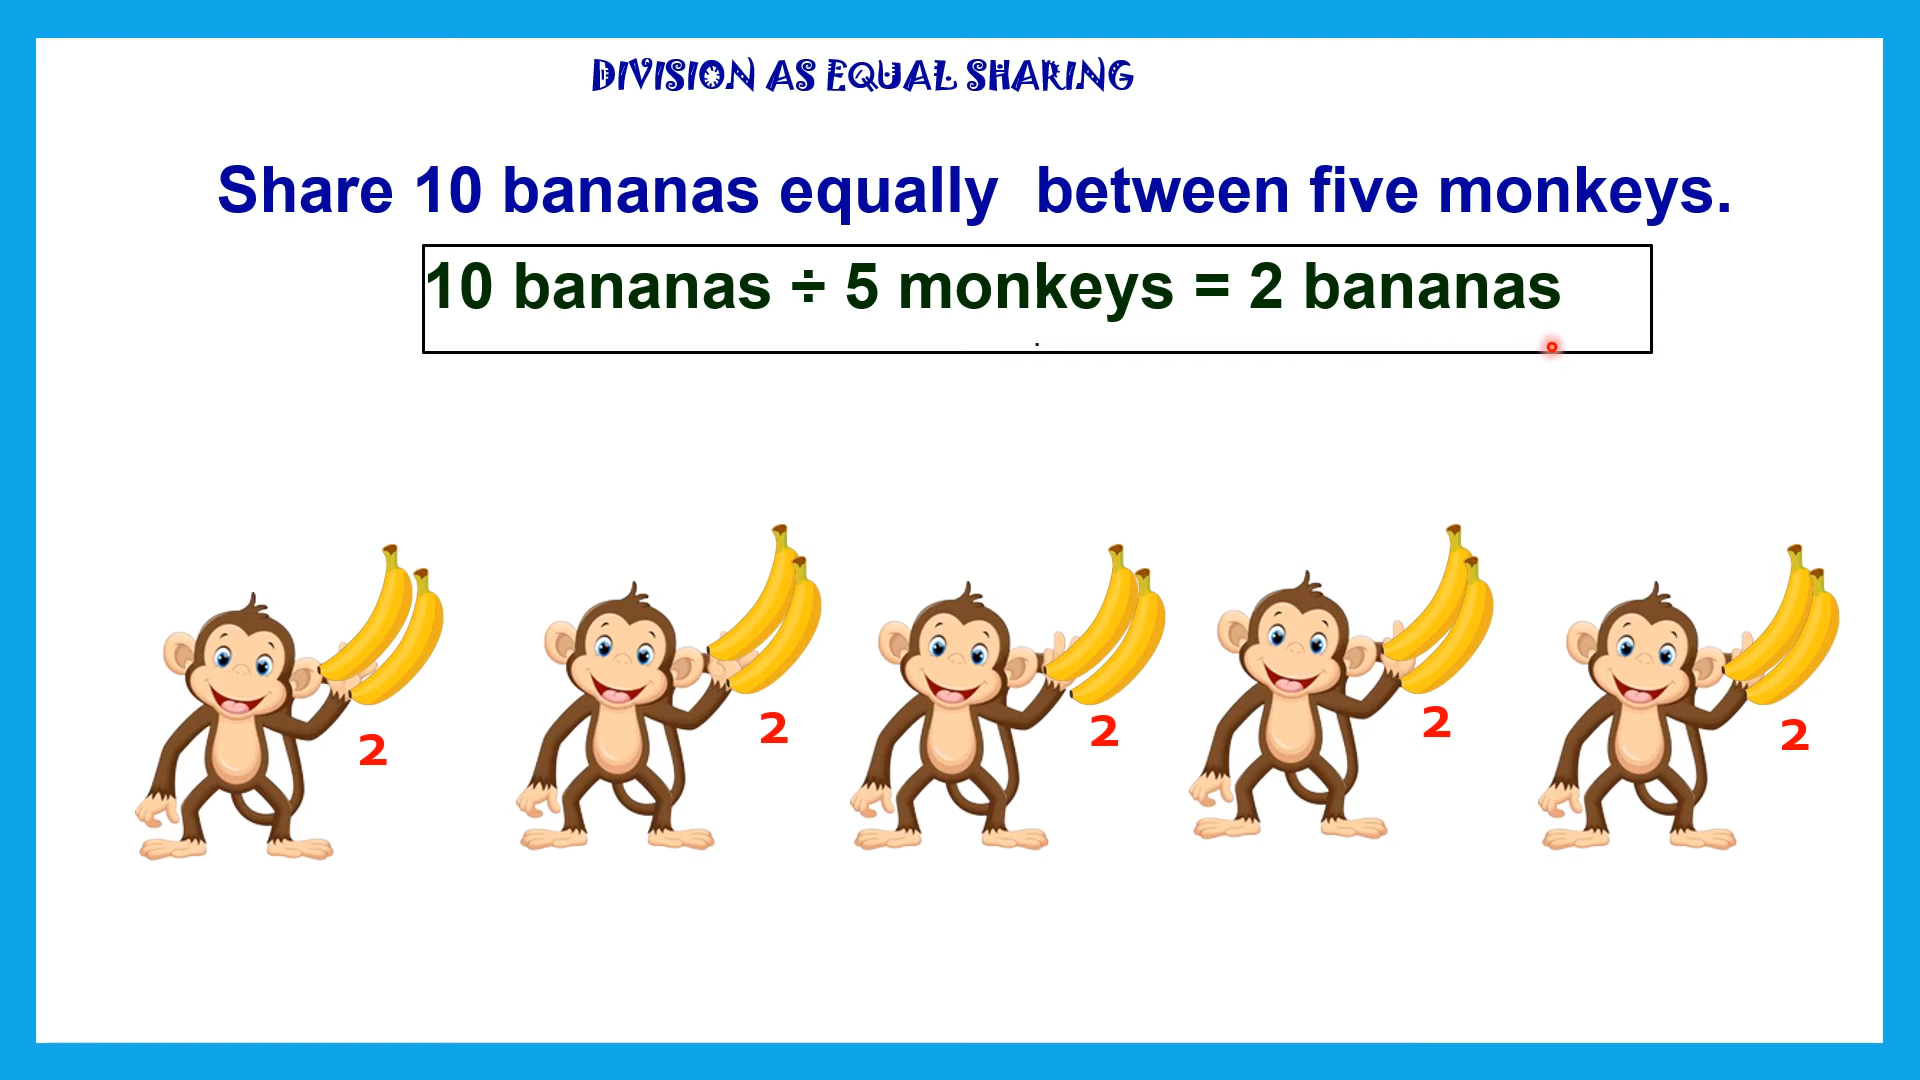 DIVISION AS EQUAL SHARING
Share 10 bananas equally  between five monkeys.
10 bananas ÷ 5 monkeys = 2 bananas
.
2 2 2 2 2